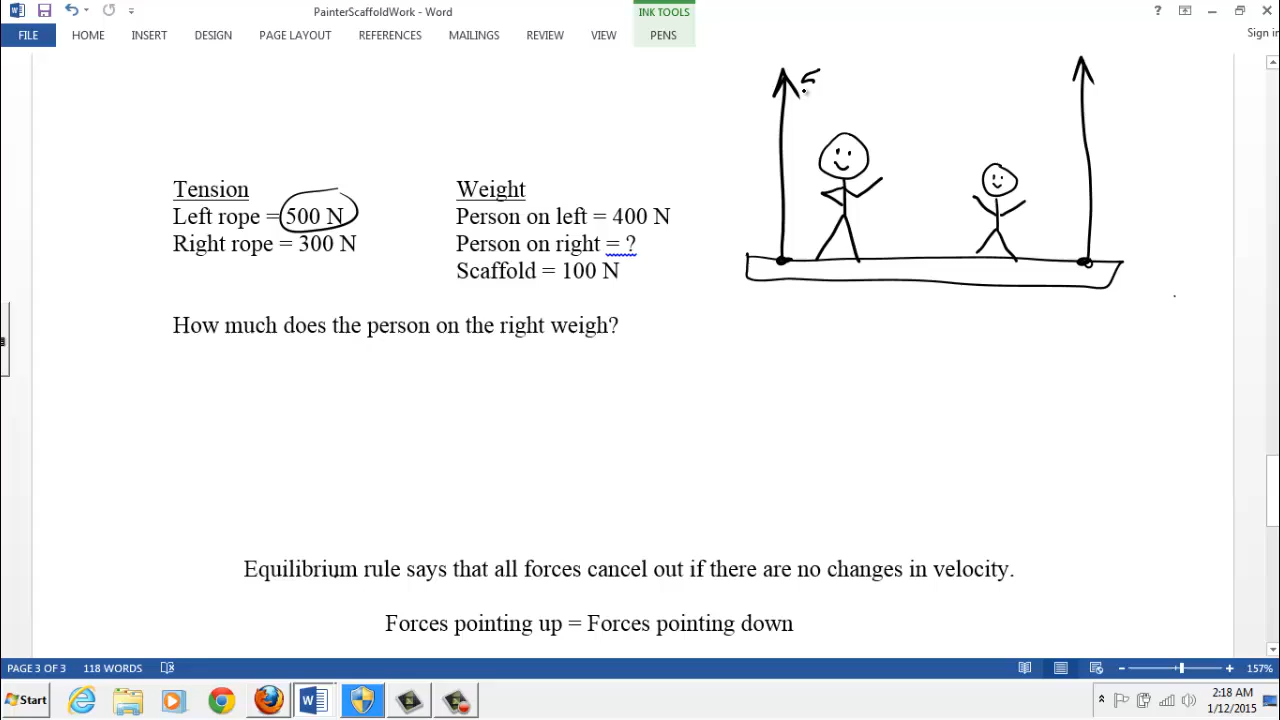 PainterScaffoldWork - Word
INK TOOLS
?
FILE HOME INSERT DESIGN PAGE LAYOUT REFERENCES MAILINGS REVIEW VIEW PENS
Sign in
5
Tension
Left rope = 500 N
Right rope = 300 N
Weight
Person on left = 400 N
Person on right = ?
Scaffold = 100 N
How much does the person on the right weigh?
Equilibrium rule says that all forces cancel out if there are no changes in velocity.
Forces pointing up = Forces pointing down
PAGE 3 OF 3 118 WORDS 157%
Start
2:18 AM
1/12/2015